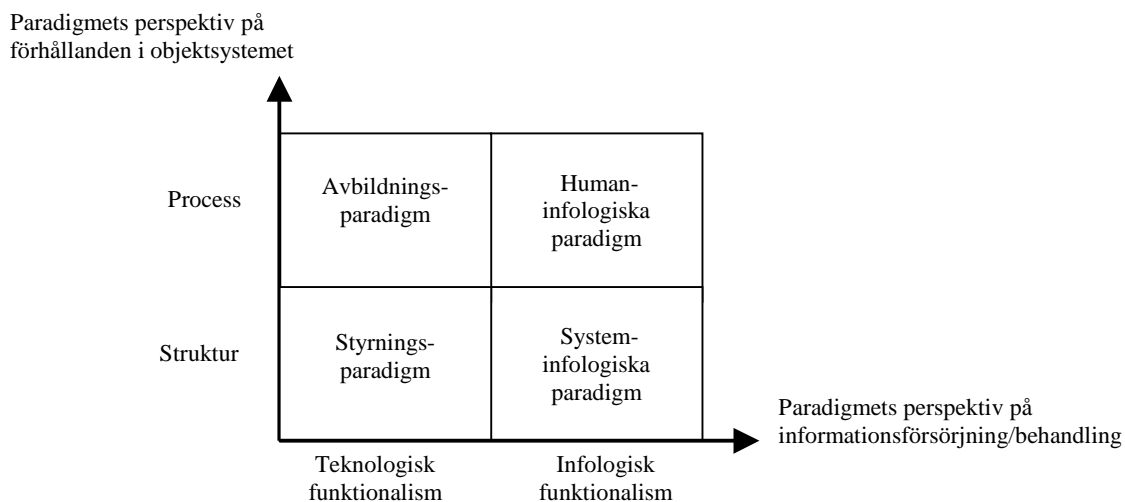 Paradigmets perspektiv på
förhållanden i objektsystemet
Process
Avbildnings-
paradigm
Human-
infologiska
paradigm
Struktur
Styrnings-
paradigm
System-
infologiska
paradigm
Paradigmets perspektiv på
informationsförsörjning/behandling
Teknologisk
funktionalism
Infologisk
funktionalism